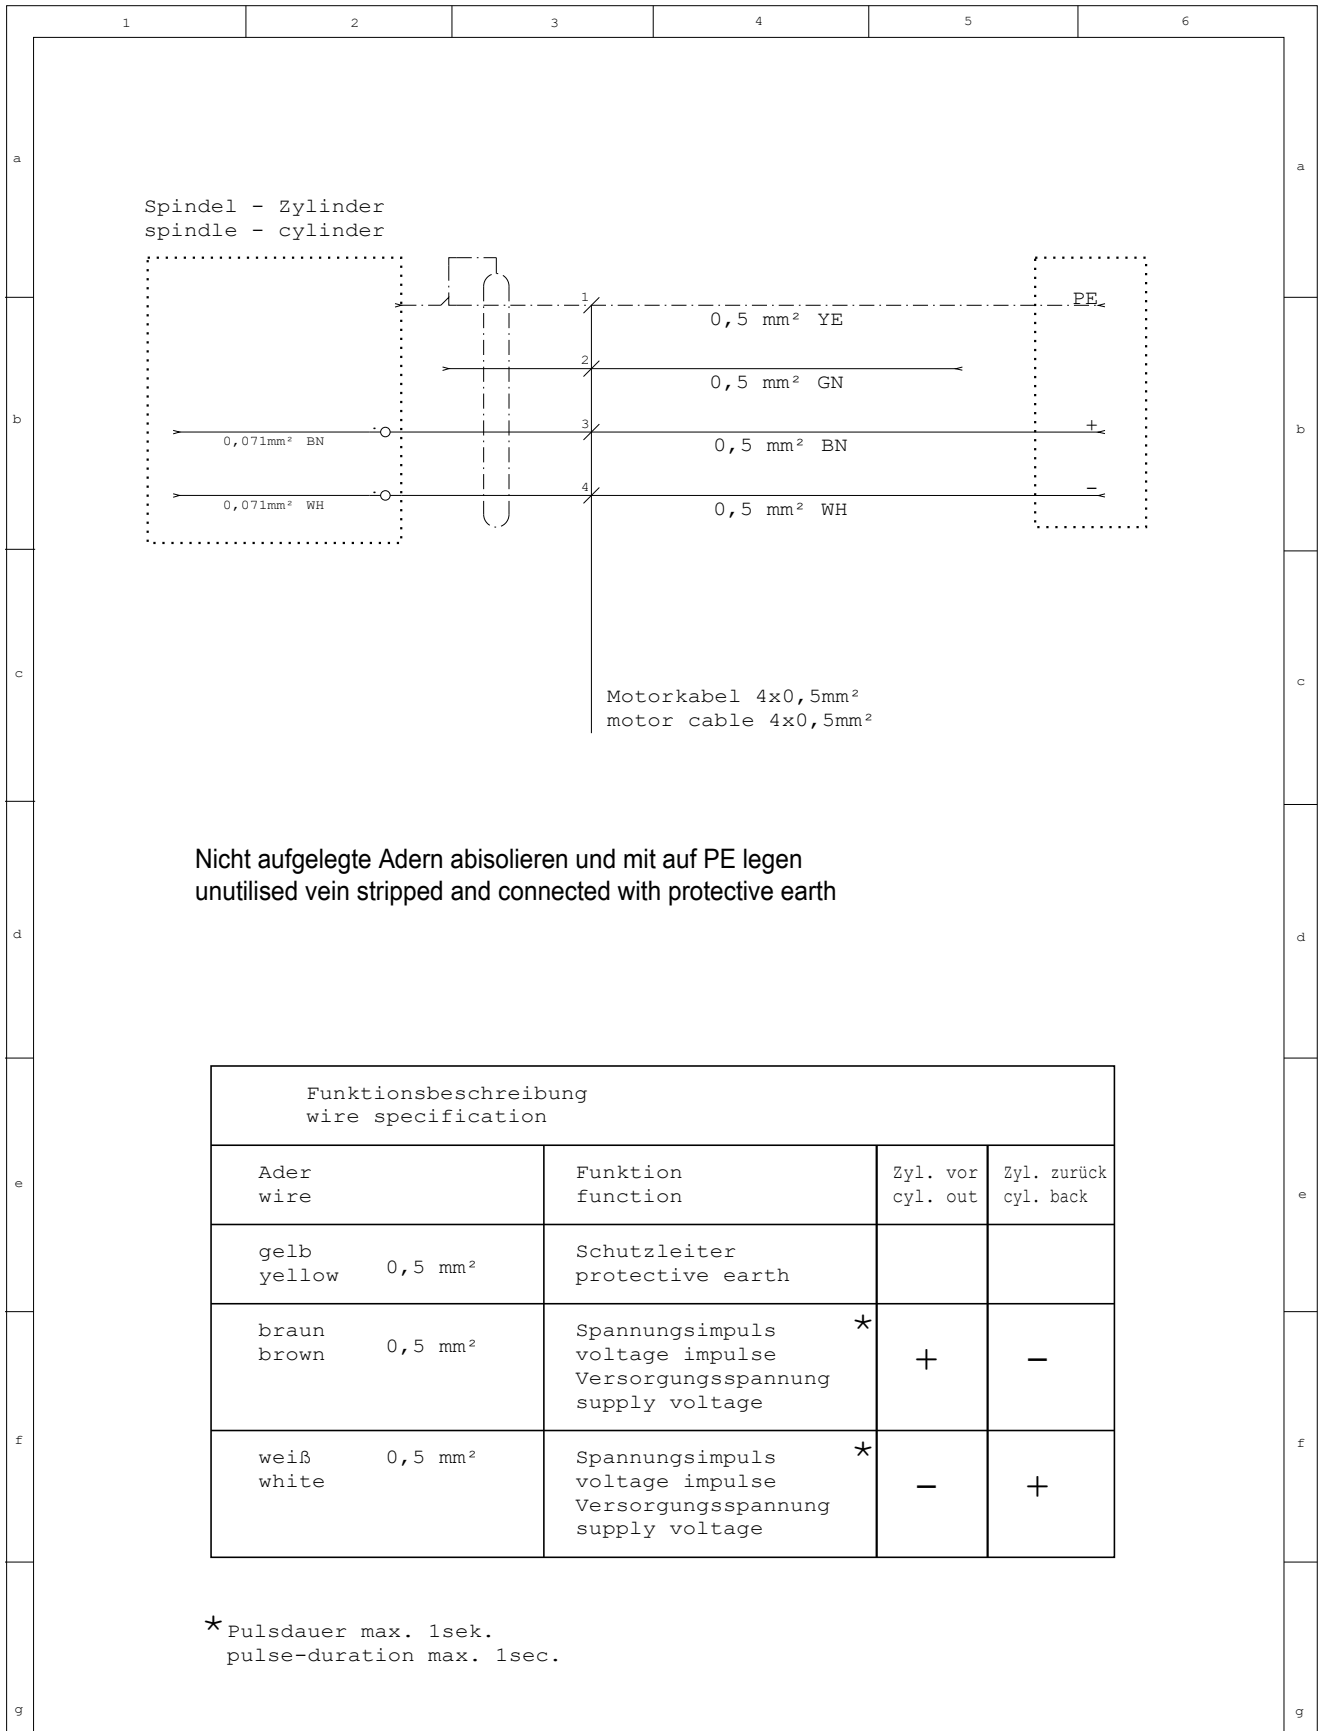 1 2 3 4 5 6
a a
Spindel - Zylinder
spindle - cylinder
1 PE
0,5 mm² YE
2
0,5 mm² GN
b b
3 +
0,071mm² BN 0,5 mm² BN
4 -
0,071mm² WH 0,5 mm² WH
c c
Motorkabel 4x0,5mm²
motor cable 4x0,5mm²
Nicht aufgelegte Adern abisolieren und mit auf PE legen
unutilised vein stripped and connected with protective earth
d d
Funktionsbeschreibung
wire specification
Ader Funktion Zyl. vor Zyl. zurück
wire function cyl. out cyl. back
e e
gelb Schutzleiter
yellow 0,5 mm² protective earth
braun 0,5 mm² Spannungsimpuls *
brown voltage impulse + -
Versorgungsspannung
supply voltage
f f
weiß 0,5 mm² Spannungsimpuls *
white voltage impulse - +
Versorgungsspannung
supply voltage
* Pulsdauer max. 1sek.
pulse-duration max. 1sec.
g g